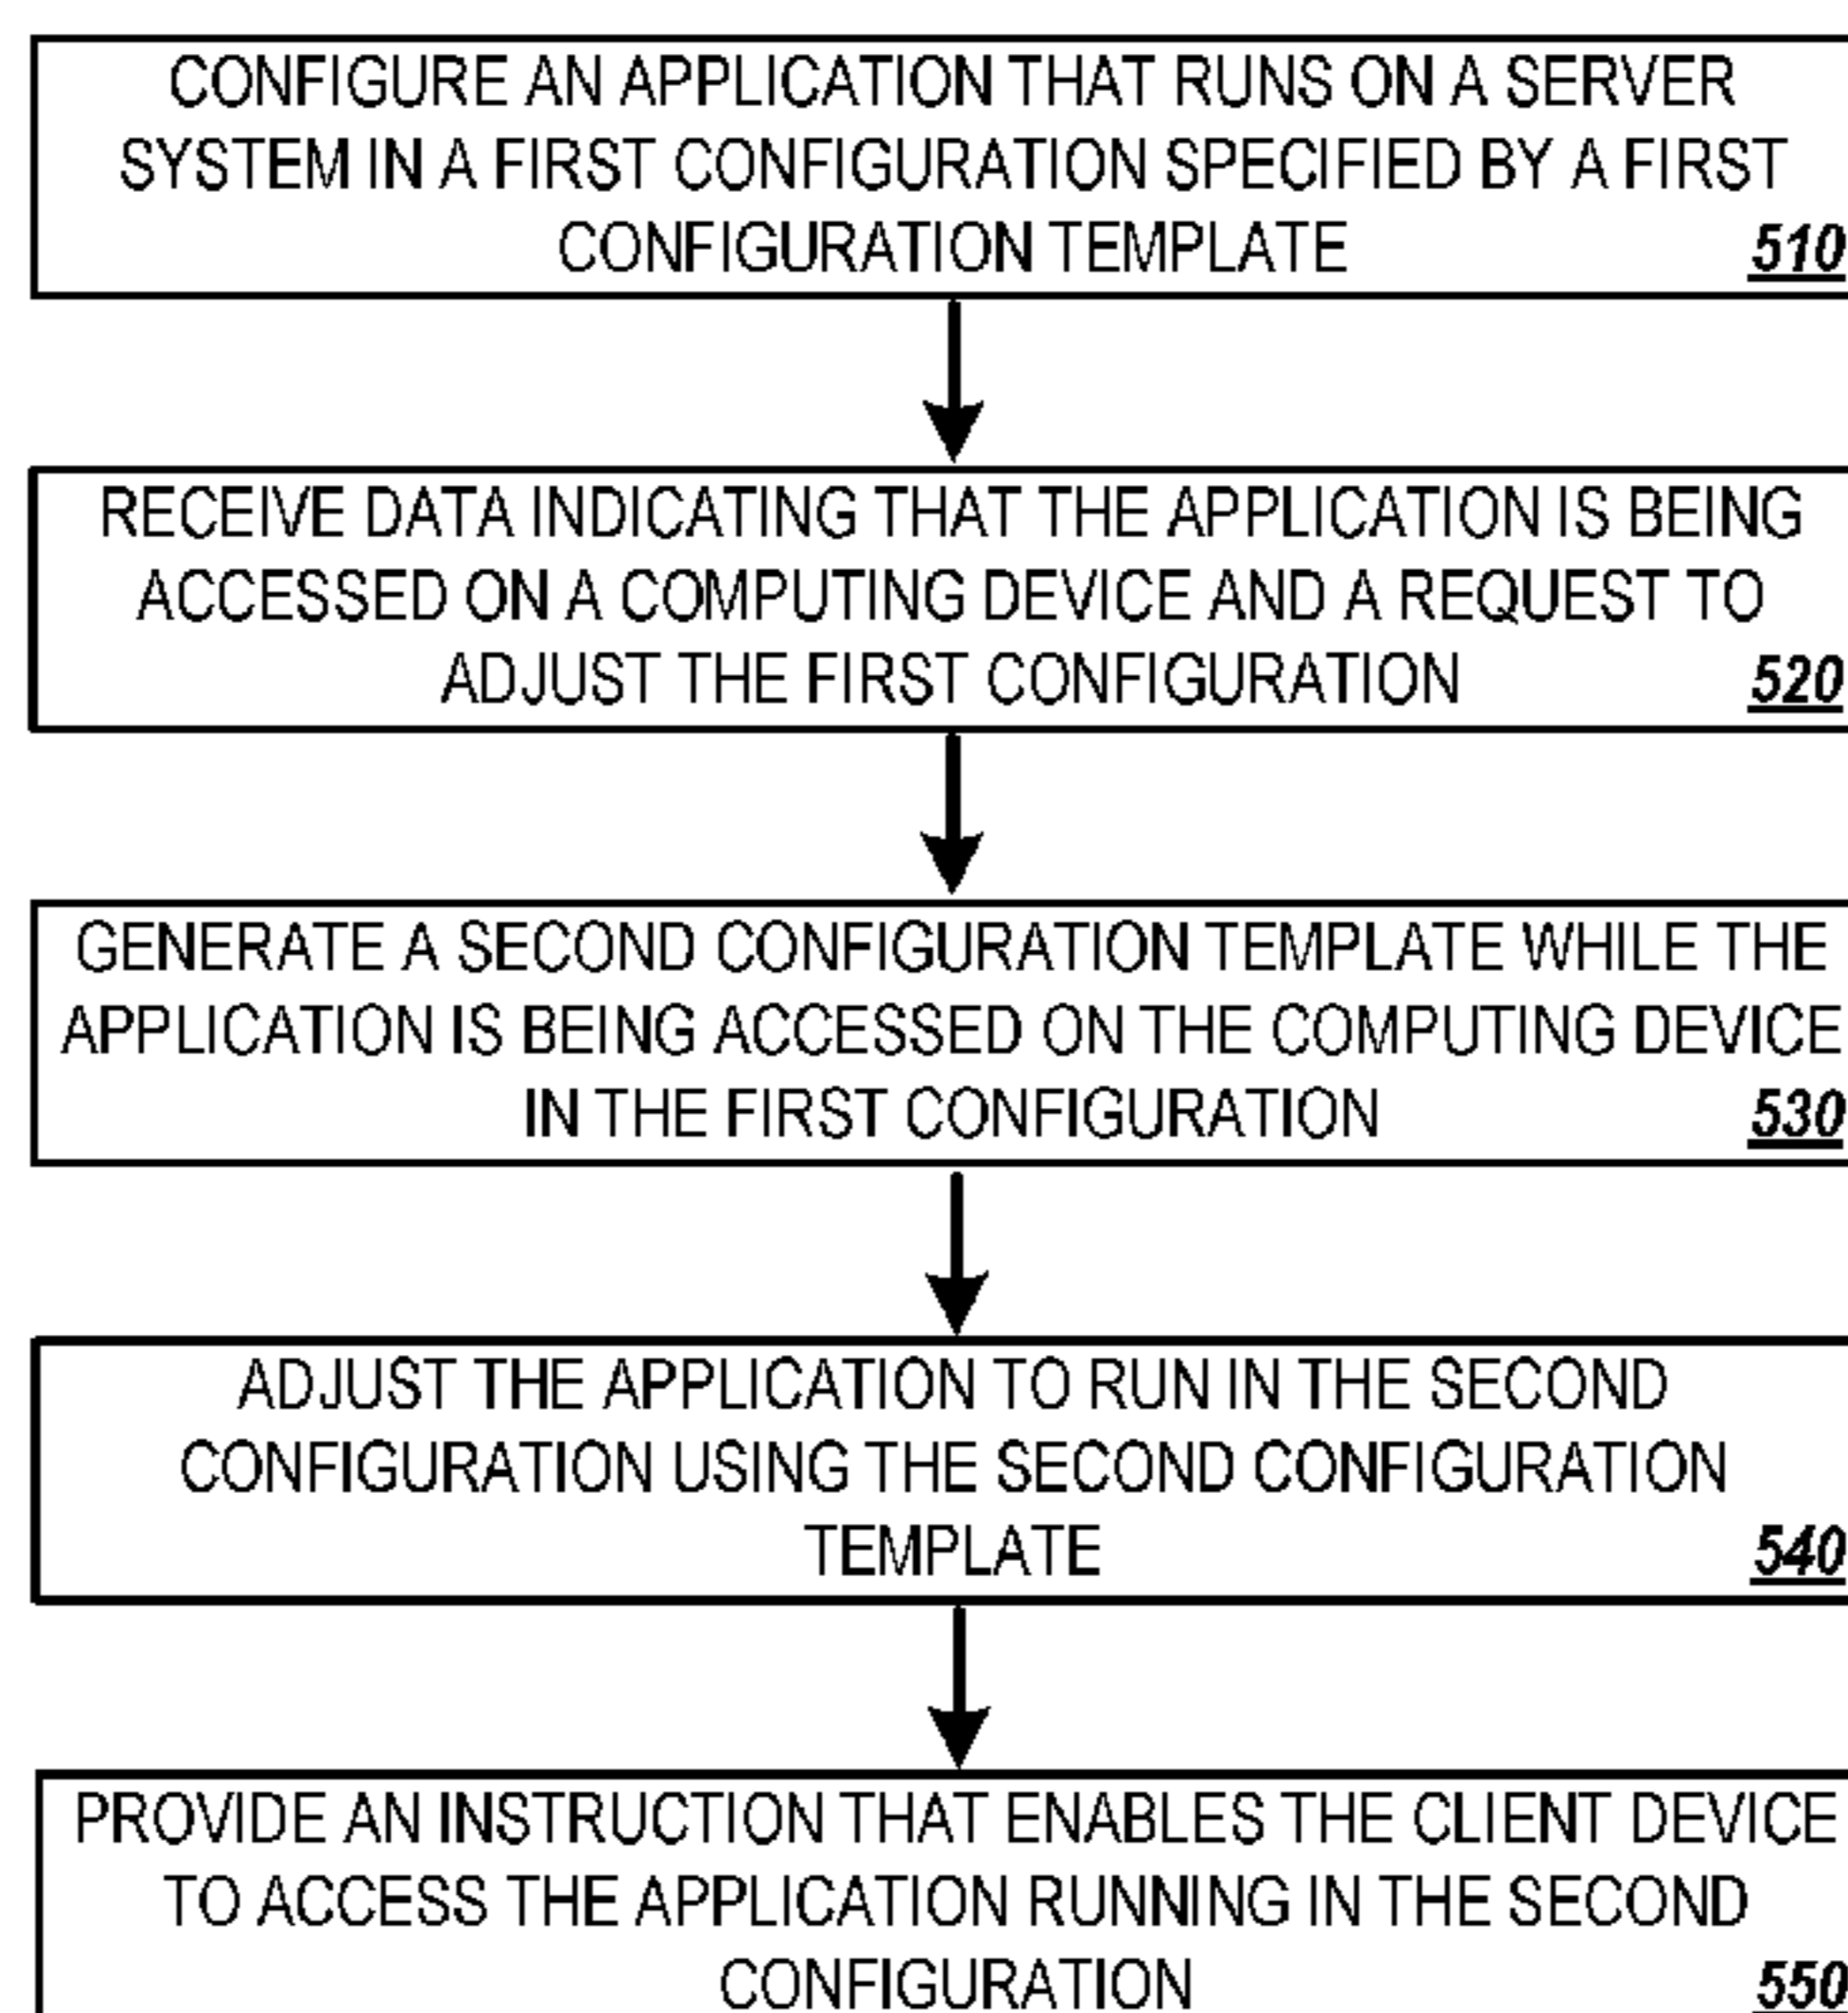 CONFIGURE AN APPLICATION THAT RUNS ON A SERVER
SYSTEM IN A FIRST CONFIGURATION SPECIFIED BY A FIRST
CONFIGURATION TEMPLATE 510
RECEIVE DATA INDICATING THAT THE APPLICATION IS BEING
ACCESSED ON A COMPUTING DEVICE AND A REQUEST TO
ADJUST THE FIRST CONFIGURATION 520
GENERATE A SECOND CONFIGURATION TEMPLATE WHILE THE
APPLICATION IS BEING ACCESSED ON THE COMPUTING DEVICE
IN THE FIRST CONFIGURATION 530
ADJUST THE APPLICATION TO RUN IN THE SECOND
CONFIGURATION USING THE SECOND CONFIGURATION
TEMPLATE 540
PROVIDE AN INSTRUCTION THAT ENABLES THE CLIENT DEVICE
TO ACCESS THE APPLICATION RUNNING IN THE SECOND
CONFIGURATION 550